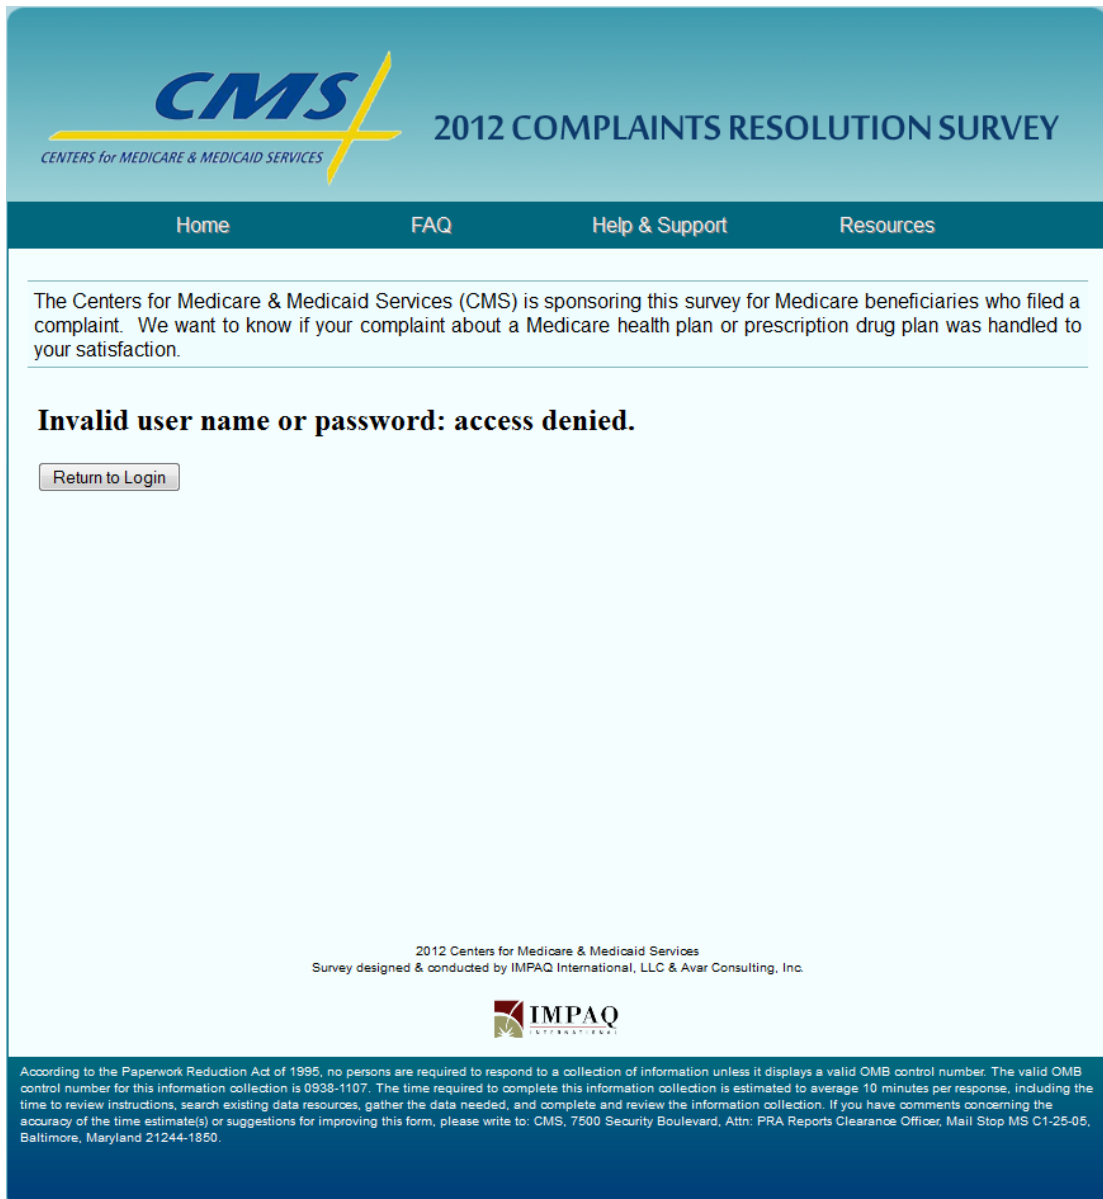 CMS
CENTERS for MEDICARE & MEDICAID SERVICES
2012 COMPLAINTS RESOLUTION SURVEY
Home FAQ Help & Support Resources
The Centers for Medicare & Medicaid Services (CMS) is sponsoring this survey for Medicare beneficiaries who filed a
complaint. We want to know if your complaint about a Medicare health plan or prescription drug plan was handled to
your satisfaction.
Invalid user name or password: access denied.
Return to Login
2012 Centers for Medicare & Medicaid Services
Survey designed & conducted by IMPAQ International, LLC & Avar Consulting, Inc.
IMPAQ
INTERNATIONAL
According to the Paperwork Reduction Act of 1995, no persons are required to respond to a collection of information unless it displays a valid OMB control number. The valid OMB
control number for this information collection is 0938-1107. The time required to complete this information collection is estimated to average 10 minutes per response, including the
time to review instructions, search existing data resources, gather the data needed, and complete and review the information collection. If you have comments concerning the
accuracy of the time estimate(s) or suggestions for improving this form, please write to: CMS, 7500 Security Boulevard, Attn: PRA Reports Clearance Officer, Mail Stop MS C1-25-05,
Baltimore, Maryland 21244-1850.